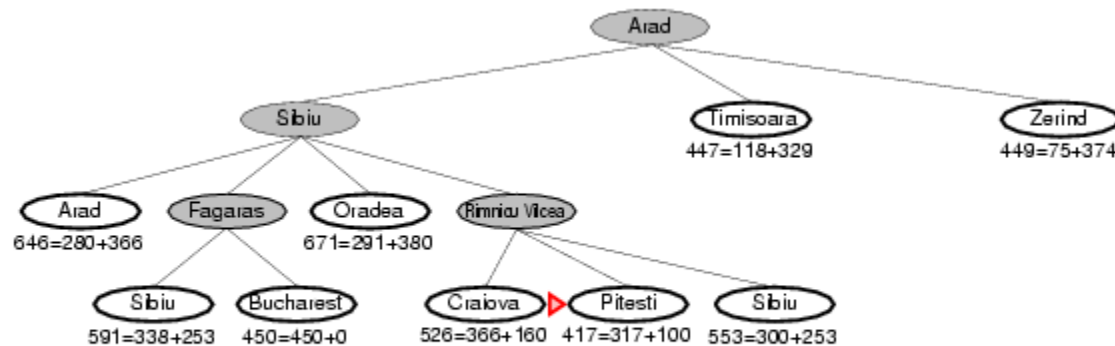 Arad
Sibiu
Timisoara
Zerind
447=118+329
449=75+374
Arad
Fagaras
Oradea
Rimnicu Vilcea
646=280+366
671=291+380
Sibiu
Bucharest
Craiova
Pitesti
Sibiu
591=338+253
450=450+0
526=366+160
417=317+100
553=300+253